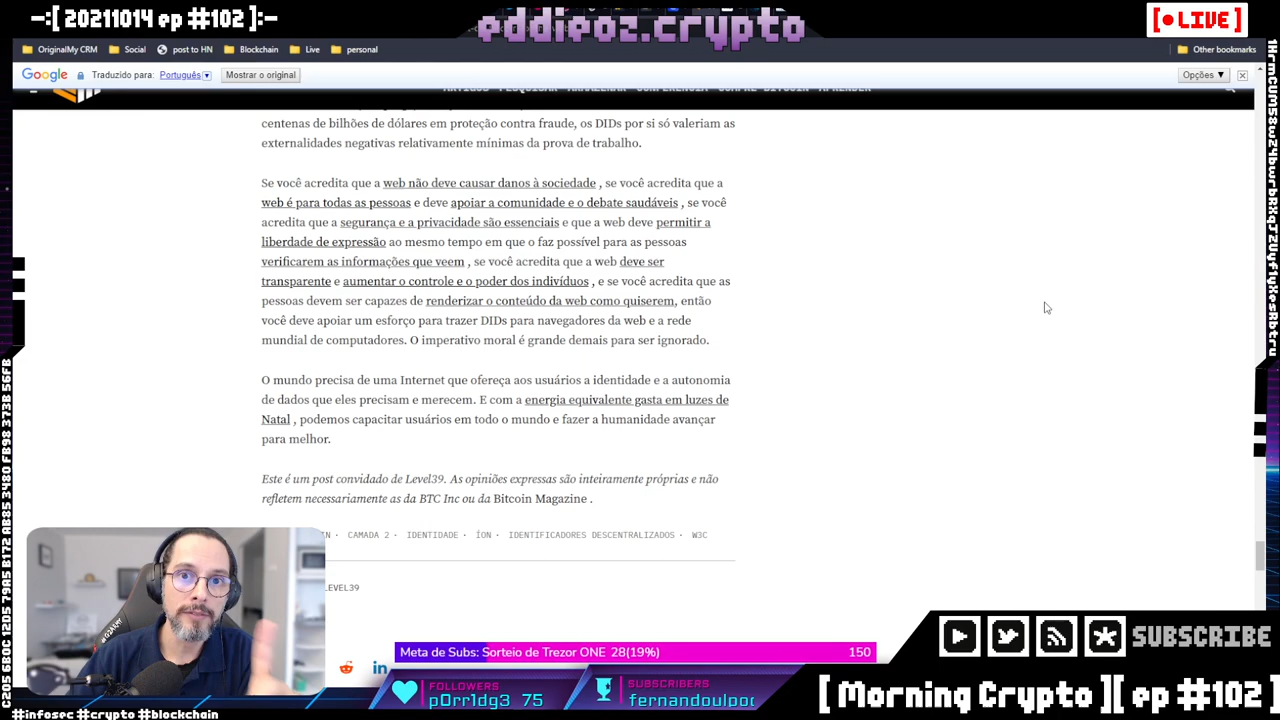 -:[ 20211014 ep #102 ]:-
eddieoz.crypto
[ LIVE ]
OriginalMy CRM
Social
post to HN
Blockchain
Live
personal
Other bookmarks
Google
Traduzido para: Português
Mostrar o original
Opções ▼
centenas de bilhões de dólares em proteção contra fraude, os DIDs por si só valeriam as
externalidades negativas relativamente mínimas da prova de trabalho.
Se você acredita que a web não deve causar danos à sociedade , se você acredita que a
web é para todas as pessoas e deve apoiar a comunidade e o debate saudáveis , se você
acredita que a segurança e a privacidade são essenciais e que a web deve permitir a
liberdade de expressão ao mesmo tempo em que o faz possível para as pessoas
verificarem as informações que veem , se você acredita que a web deve ser
transparente e aumentar o controle e o poder dos indivíduos , e se você acredita que as
pessoas devem ser capazes de renderizar o conteúdo da web como quiserem, então
você deve apoiar um esforço para trazer DIDs para navegadores da web e a rede
mundial de computadores. O imperativo moral é grande demais para ser ignorado.
O mundo precisa de uma Internet que ofereça aos usuários a identidade e a autonomia
de dados que eles precisam e merecem. E com a energia equivalente gasta em luzes de
Natal , podemos capacitar usuários em todo o mundo e fazer a humanidade avançar
para melhor.
Este é um post convidado de Level39. As opiniões expressas são inteiramente próprias e não
refletem necessariamente as da BTC Inc ou da Bitcoin Magazine .
CAMADA 2 · IDENTIDADE · ÍON · IDENTIFICADORES DESCENTRALIZADOS · W3C
LEVEL39
Meta de Subs: Sorteio de Trezor ONE 28(19%)
150
FOLLOWERS
p0rr1dg3 75
SUBSCRIBERS
fernandoulpoc
SUBSCRIBE
[ Morning Crypto ][ ep #102 ]
#infosec #crypto #blockchain